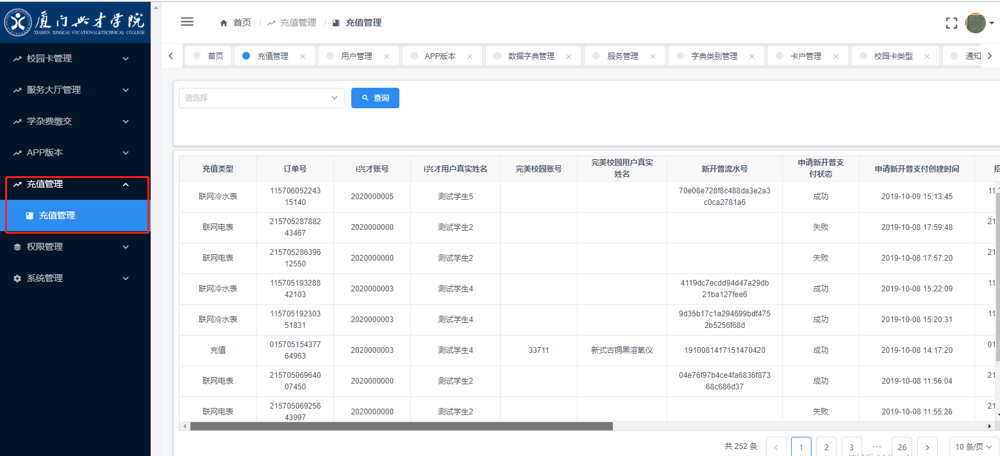 厦门兴才学院
XIAMEN XINGCAI VOCATIONAL&TECHNICAL COLLEGE
校园卡管理
服务大厅管理
学杂费缴交
APP版本
充值管理
充值管理
权限管理
系统管理
首页 / 充值管理 / 充值管理
首页 充值管理 × 用户管理 × APP版本 × 数据字典管理 × 服务管理 × 字典类别管理 × 卡户管理 × 校园卡类型 × 通知
请选择 查询
充值类型 订单号 i兴才账号 i兴才用户真实姓名 完美校园账号 完美校园用户真实姓名 新开普流水号 申请新开普支付状态 申请新开普支付创建时间
联网冷水表 11570605224315140 2020000005 测试学生5 70e08e728f8c488da3e2a3c0ca2781a6 成功 2019-10-09 15:13:45 11
联网电表 21570528788243467 2020000000 测试学生2 失败 2019-10-08 17:59:48 21
联网电表 21570528639612550 2020000000 测试学生2 失败 2019-10-08 17:57:20 21
联网冷水表 11570519328842103 2020000003 测试学生4 4119dc7ecdd94d47a29db21ba127fee6 成功 2019-10-08 15:22:09 11
联网冷水表 11570519230351831 2020000003 测试学生4 9d35b17c1a294699bdf4752b5256f68d 成功 2019-10-08 15:20:31 11
充值 01570515437764963 2020000003 测试学生4 33711 新式古铜黑溶氧仪 1910081417151470420 成功 2019-10-08 14:17:20 01
联网电表 21570506964007450 2020000000 测试学生2 04e76f97b4ce4fa6836f87368c686d37 成功 2019-10-08 11:56:04 21
联网电表 21570506925643997 2020000000 测试学生2 失败 2019-10-08 11:55:26 21
共 252 条 1 2 3 ••• 26 10 条/页